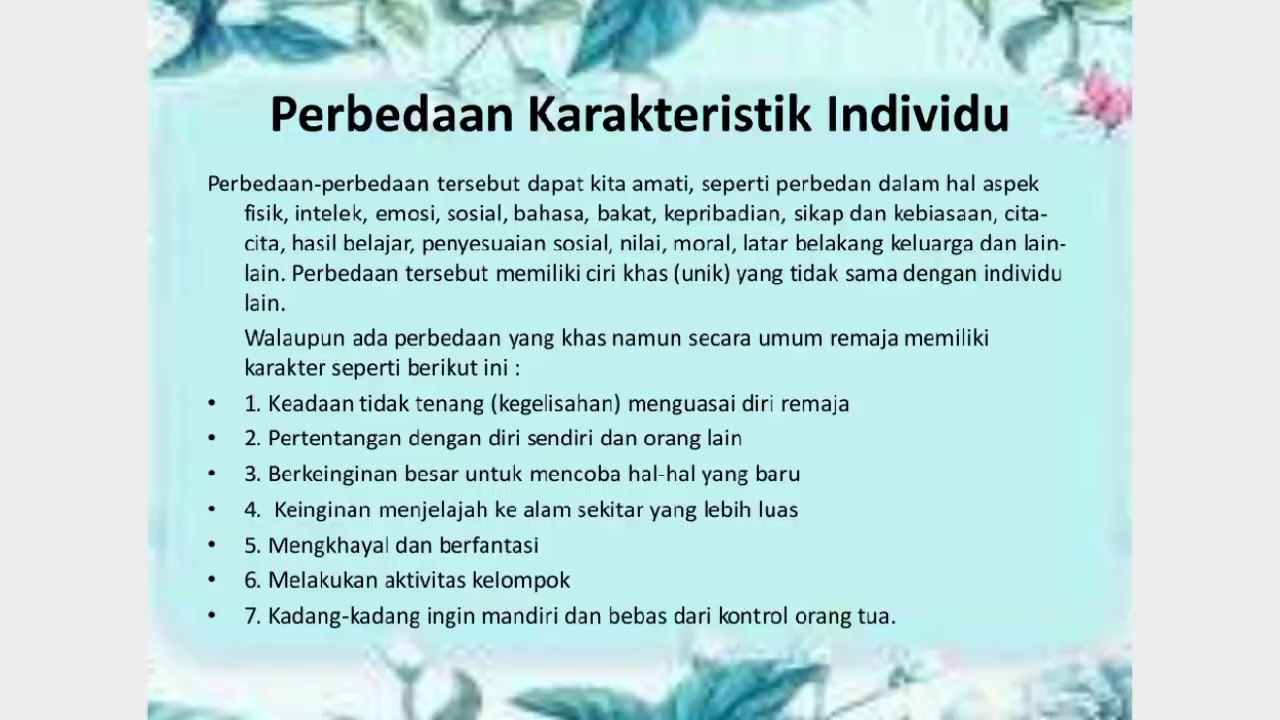 Perbedaan Karakteristik Individu
Perbedaan-perbedaan tersebut dapat kita amati, seperti perbedan dalam hal aspek
fisik, intelek, emosi, sosial, bahasa, bakat, kepribadian, sikap dan kebiasaan, cita-
cita, hasil belajar, penyesuaian sosial, nilai, moral, latar belakang keluarga dan lain-
lain. Perbedaan tersebut memiliki ciri khas (unik) yang tidak sama dengan individu
lain.
Walaupun ada perbedaan yang khas namun secara umum remaja memiliki
karakter seperti berikut ini :
• 1. Keadaan tidak tenang (kegelisahan) menguasai diri remaja
• 2. Pertentangan dengan diri sendiri dan orang lain
• 3. Berkeinginan besar untuk mencoba hal-hal yang baru
• 4.  Keinginan menjelajah ke alam sekitar yang lebih luas
• 5. Mengkhayal dan berfantasi
• 6. Melakukan aktivitas kelompok
• 7. Kadang-kadang ingin mandiri dan bebas dari kontrol orang tua.